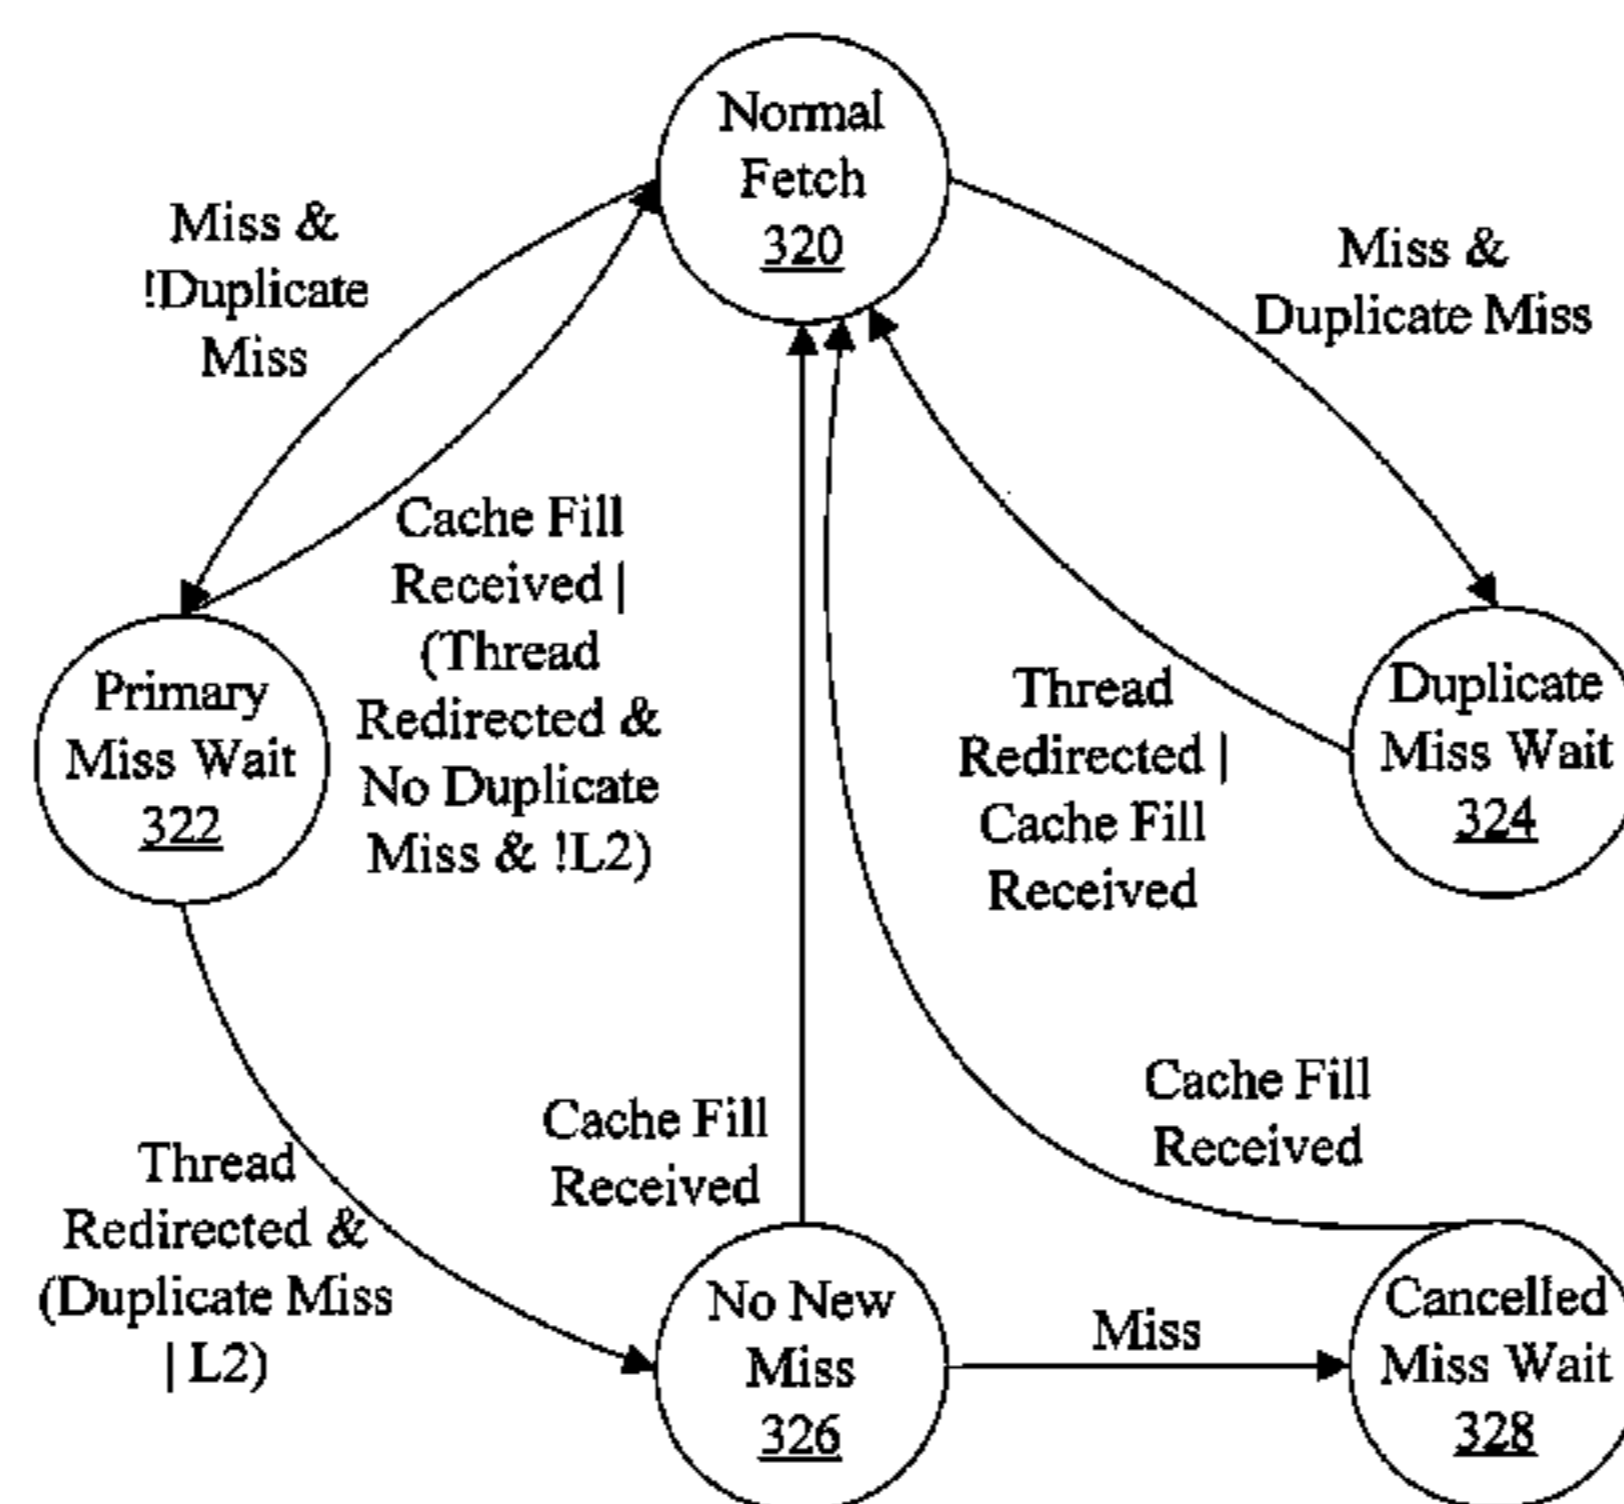 Normal
Fetch
320
Miss &
!Duplicate
Miss
Miss &
Duplicate Miss
Cache Fill
Received |
(Thread
Redirected &
No Duplicate
Miss & !L2)
Primary
Miss Wait
322
Thread
Redirected |
Cache Fill
Received
Duplicate
Miss Wait
324
Thread
Redirected &
(Duplicate Miss
| L2)
Cache Fill
Received
Cache Fill
Received
No New
Miss
326
Miss
Cancelled
Miss Wait
328